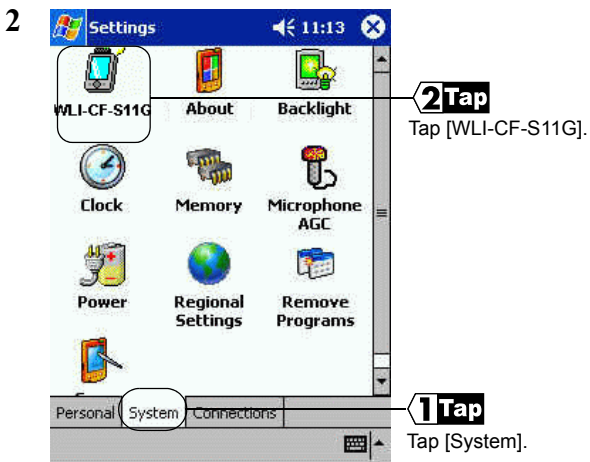 2
Settings 11:13
WLI-CF-S11G About Backlight
2 Tap
Tap [WLI-CF-S11G].
Clock Memory Microphone AGC
Power Regional Settings Remove Programs
Personal System Connections
1 Tap
Tap [System].